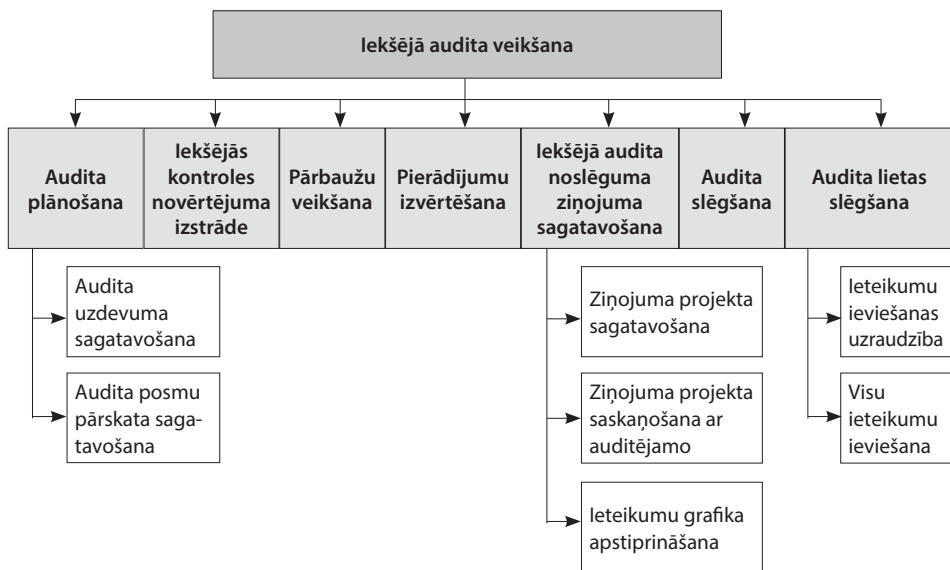 Iekšējā audita veikšana
Audita
plānošana
Iekšējās
kontroles
novērtējuma
izstrāde
Pārbaužu
veikšana
Pierādījumu
izvērtēšana
Iekšējā audita
noslēguma
ziņojuma
sagatavošana
Audita
slēgšana
Audita lietas
slēgšana
Audita
uzdevuma
sagatavošana
Audita posmu
pārskata saga-
tavošana
Ziņojuma projekta
sagatavošana
Ziņojuma projekta
saskaņošana ar
auditējamo
Ieteikumu grafika
apstiprināšana
Ieteikumu
ieviešanas
uzraudzība
Visu
ieteikumu
ieviešana